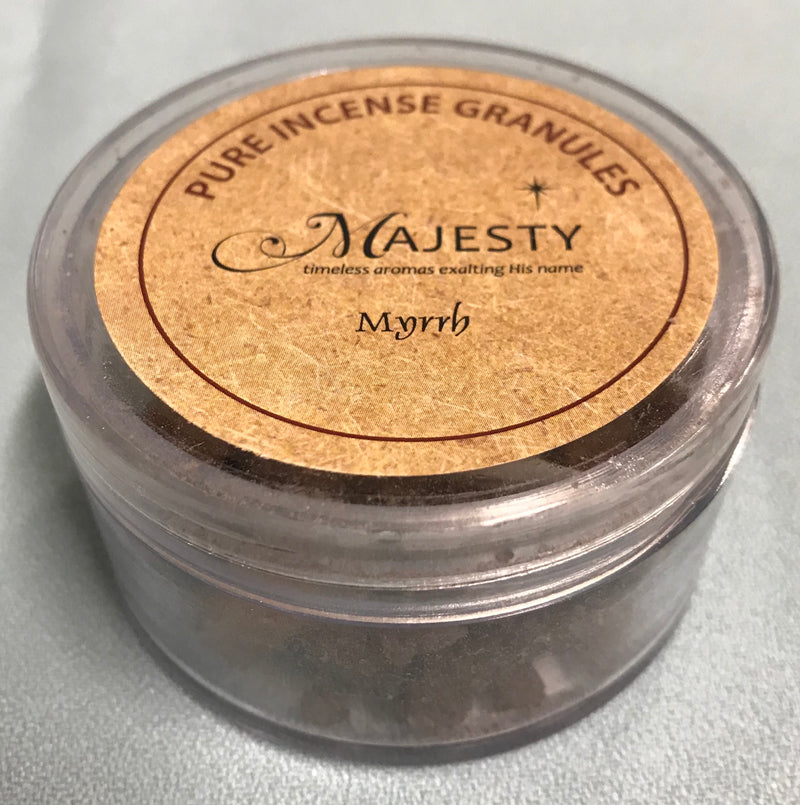 PURE INCENSE GRANULES
MAJESTY
timeless aromas exalting His name
Myrrh